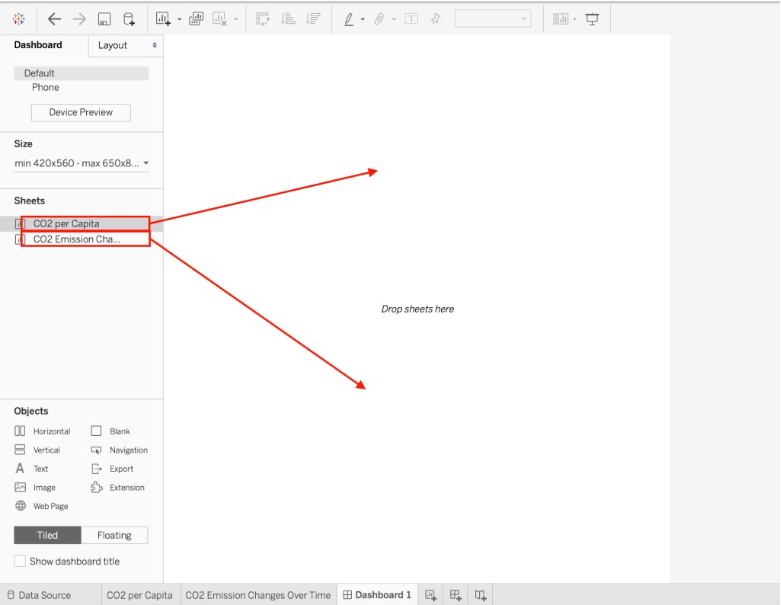 Dashboard
Layout
Default
Phone
Device Preview
Size
min 420x560 - max 650x8...
Sheets
CO2 per Capita
CO2 Emission Cha...
Drop sheets here
Objects
Horizontal
Blank
Vertical
Navigation
A Text
Export
Image
Extension
Web Page
Tiled
Floating
Show dashboard title
Data Source
CO2 per Capita
CO2 Emission Changes Over Time
Dashboard 1